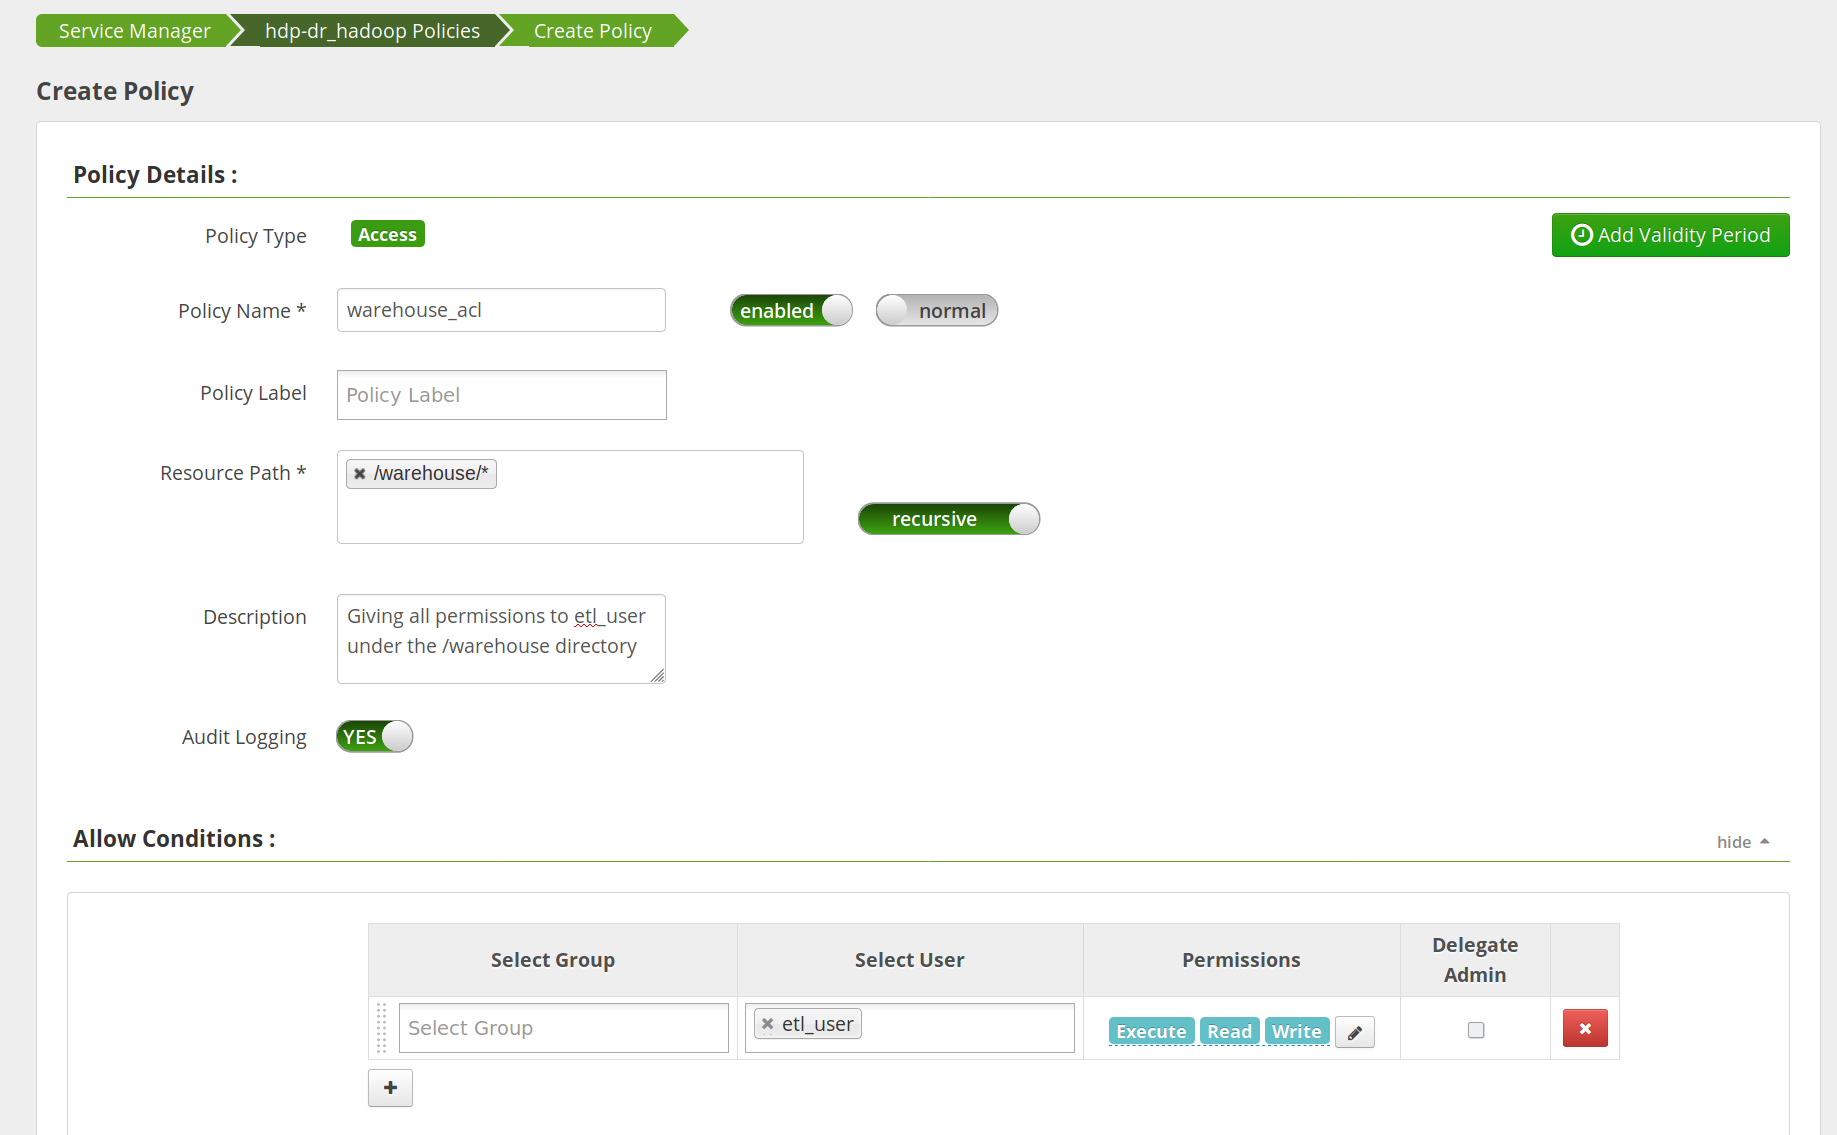 Service Manager hdp-dr_hadoop Policies Create Policy
Create Policy
Policy Details :
Policy Type Access Add Validity Period
Policy Name * warehouse_acl enabled normal
Policy Label Policy Label
Resource Path * /warehouse/*
recursive
Description Giving all permissions to etl_user
under the /warehouse directory
Audit Logging YES
Allow Conditions :
hide
Select Group Select User Permissions Delegate
Admin
Select Group etl_user Execute Read Write